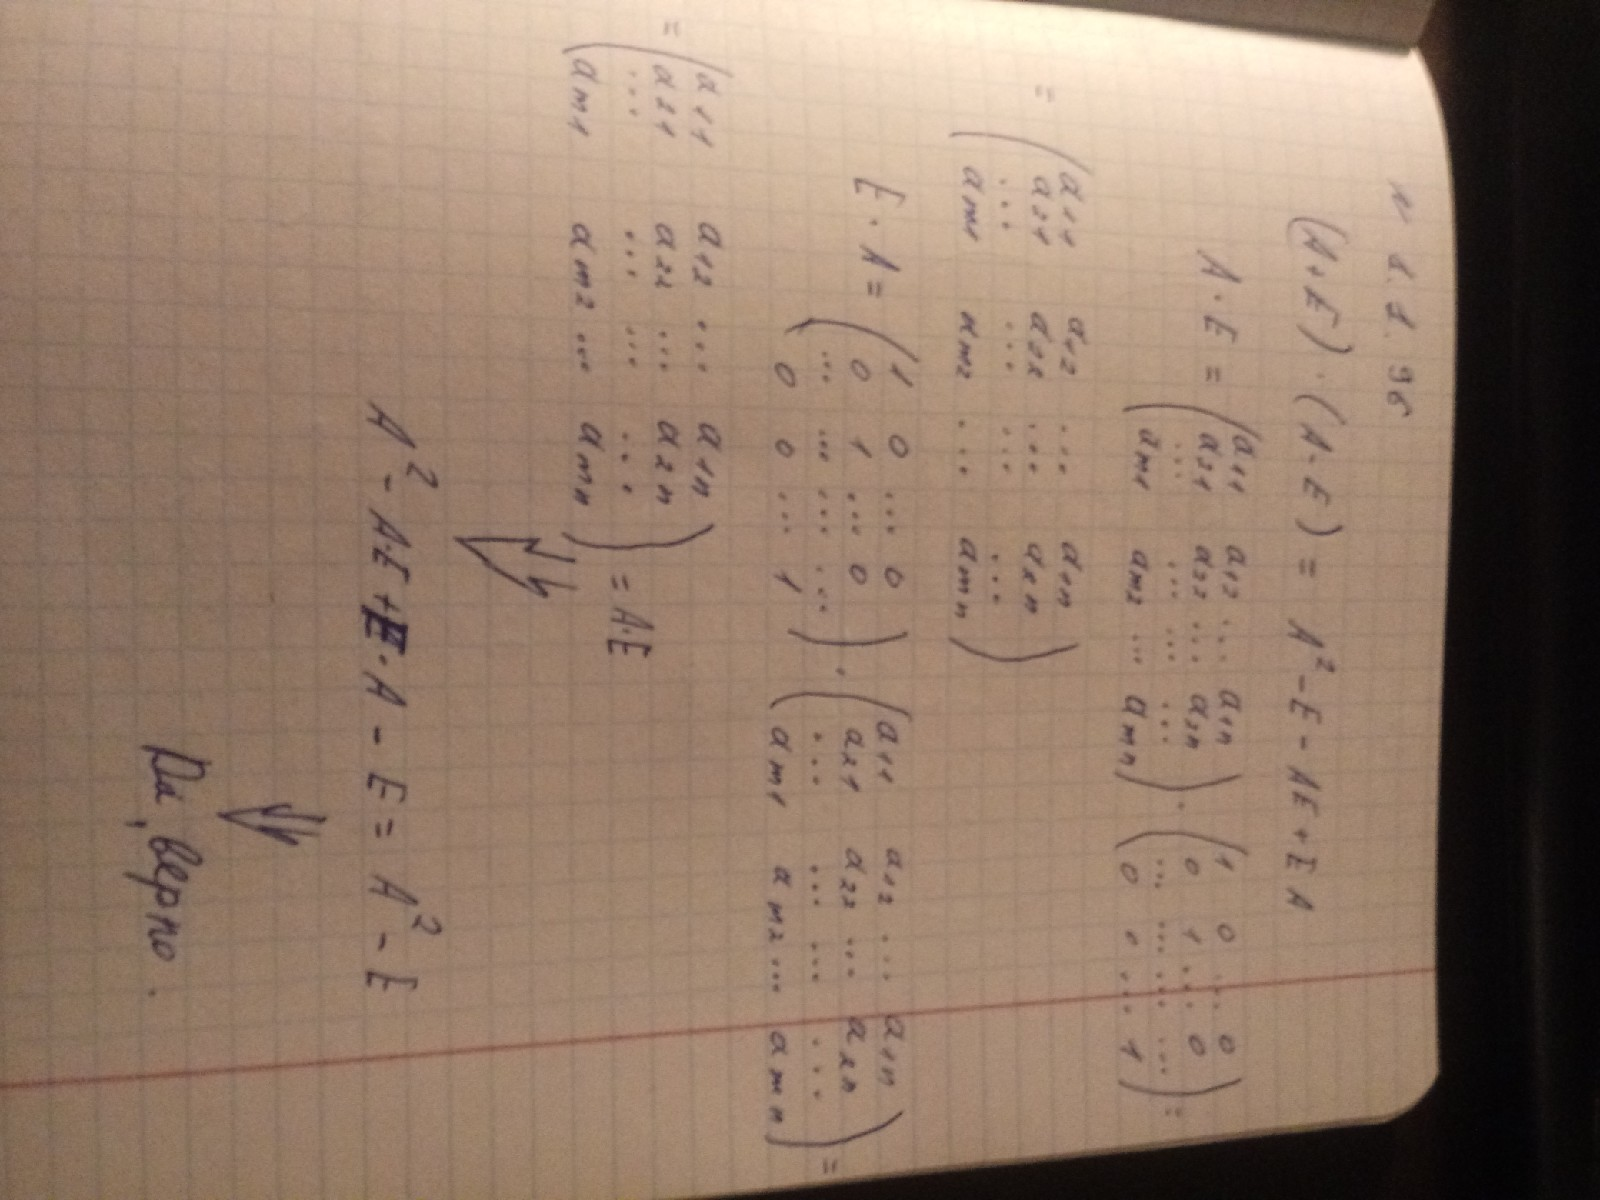 N 1.1.96
(A+E)·(A-E) = A² - E - AE + EA
A·E = (a11 a12 ... a1n) · (1 0 ... 0) =
a21 a22 ... a2n 0 1 ... 0
... ... ... ... ... ... ... ...
am1 am2 ... amn 0 0 ... 1
= (a11 a12 ... a1n)
a21 a22 ... a2n
... ... ... ...
am1 am2 ... amn
E·A = (1 0 ... 0) · (a11 a12 ... a1n) =
0 1 ... 0 a21 a22 ... a2n
... ... ... ... ... ... ... ...
0 0 ... 1 am1 am2 ... amn
= (a11 a12 ... a1n) = A·E
a21 a22 ... a2n
... ... ... ...
am1 am2 ... amn
⇓
A² - A·E + E·A - E = A² - E
⇓
Да, верно.